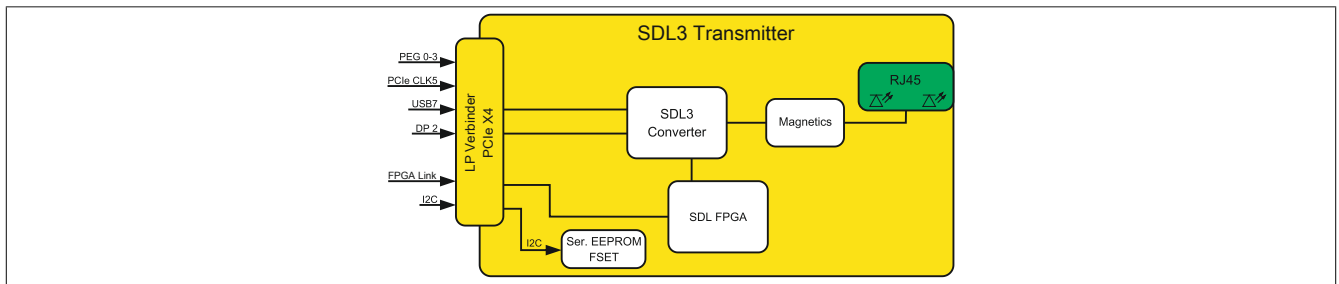 SDL3 Transmitter
PEG 0-3
PCIe CLK5
USB7
DP 2
FPGA Link
I2C
LP Verbinder
PCIe X4
SDL3
Converter
Magnetics
RJ45
SDL FPGA
I2C
Ser. EEPROM
FSET